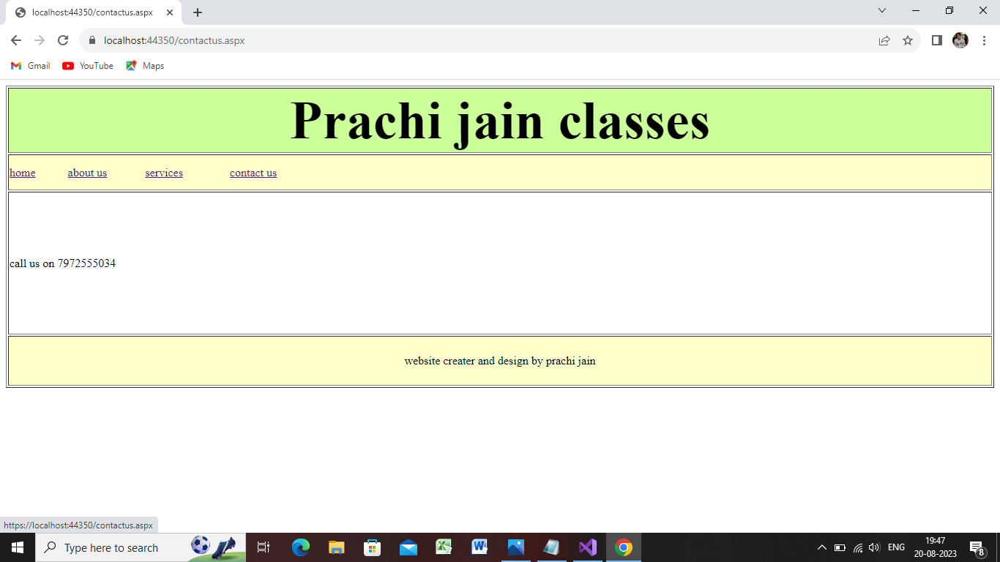 localhost:44350/contactus.aspx
localhost:44350/contactus.aspx
Gmail YouTube Maps
Prachi jain classes
home about us services contact us
call us on 7972555034
website creater and design by prachi jain
https://localhost:44350/contactus.aspx
Type here to search
ENG
19:47
20-08-2023
8